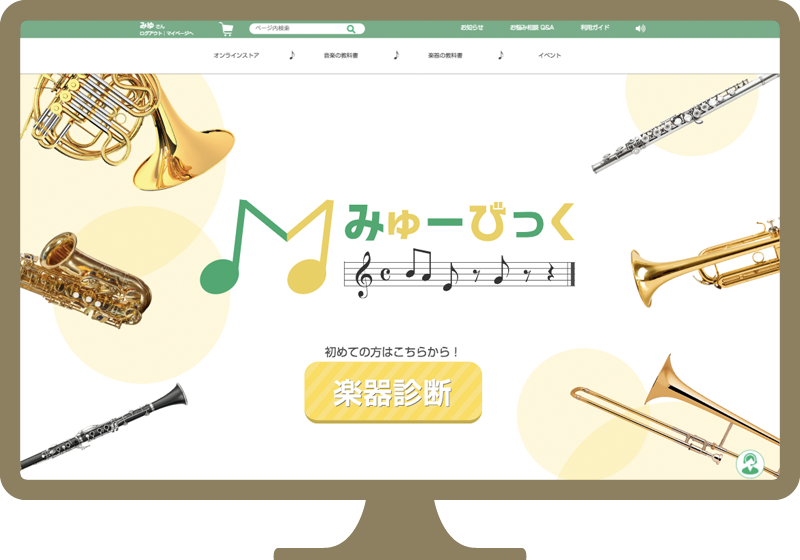 みゅ さん
ログアウト | マイページへ
ページ内検索
お知らせ
お悩み相談 Q&A
利用ガイド
オンラインストア
音楽の教科書
楽器の教科書
イベント
みゅーびっく
初めての方はこちらから！
楽器診断